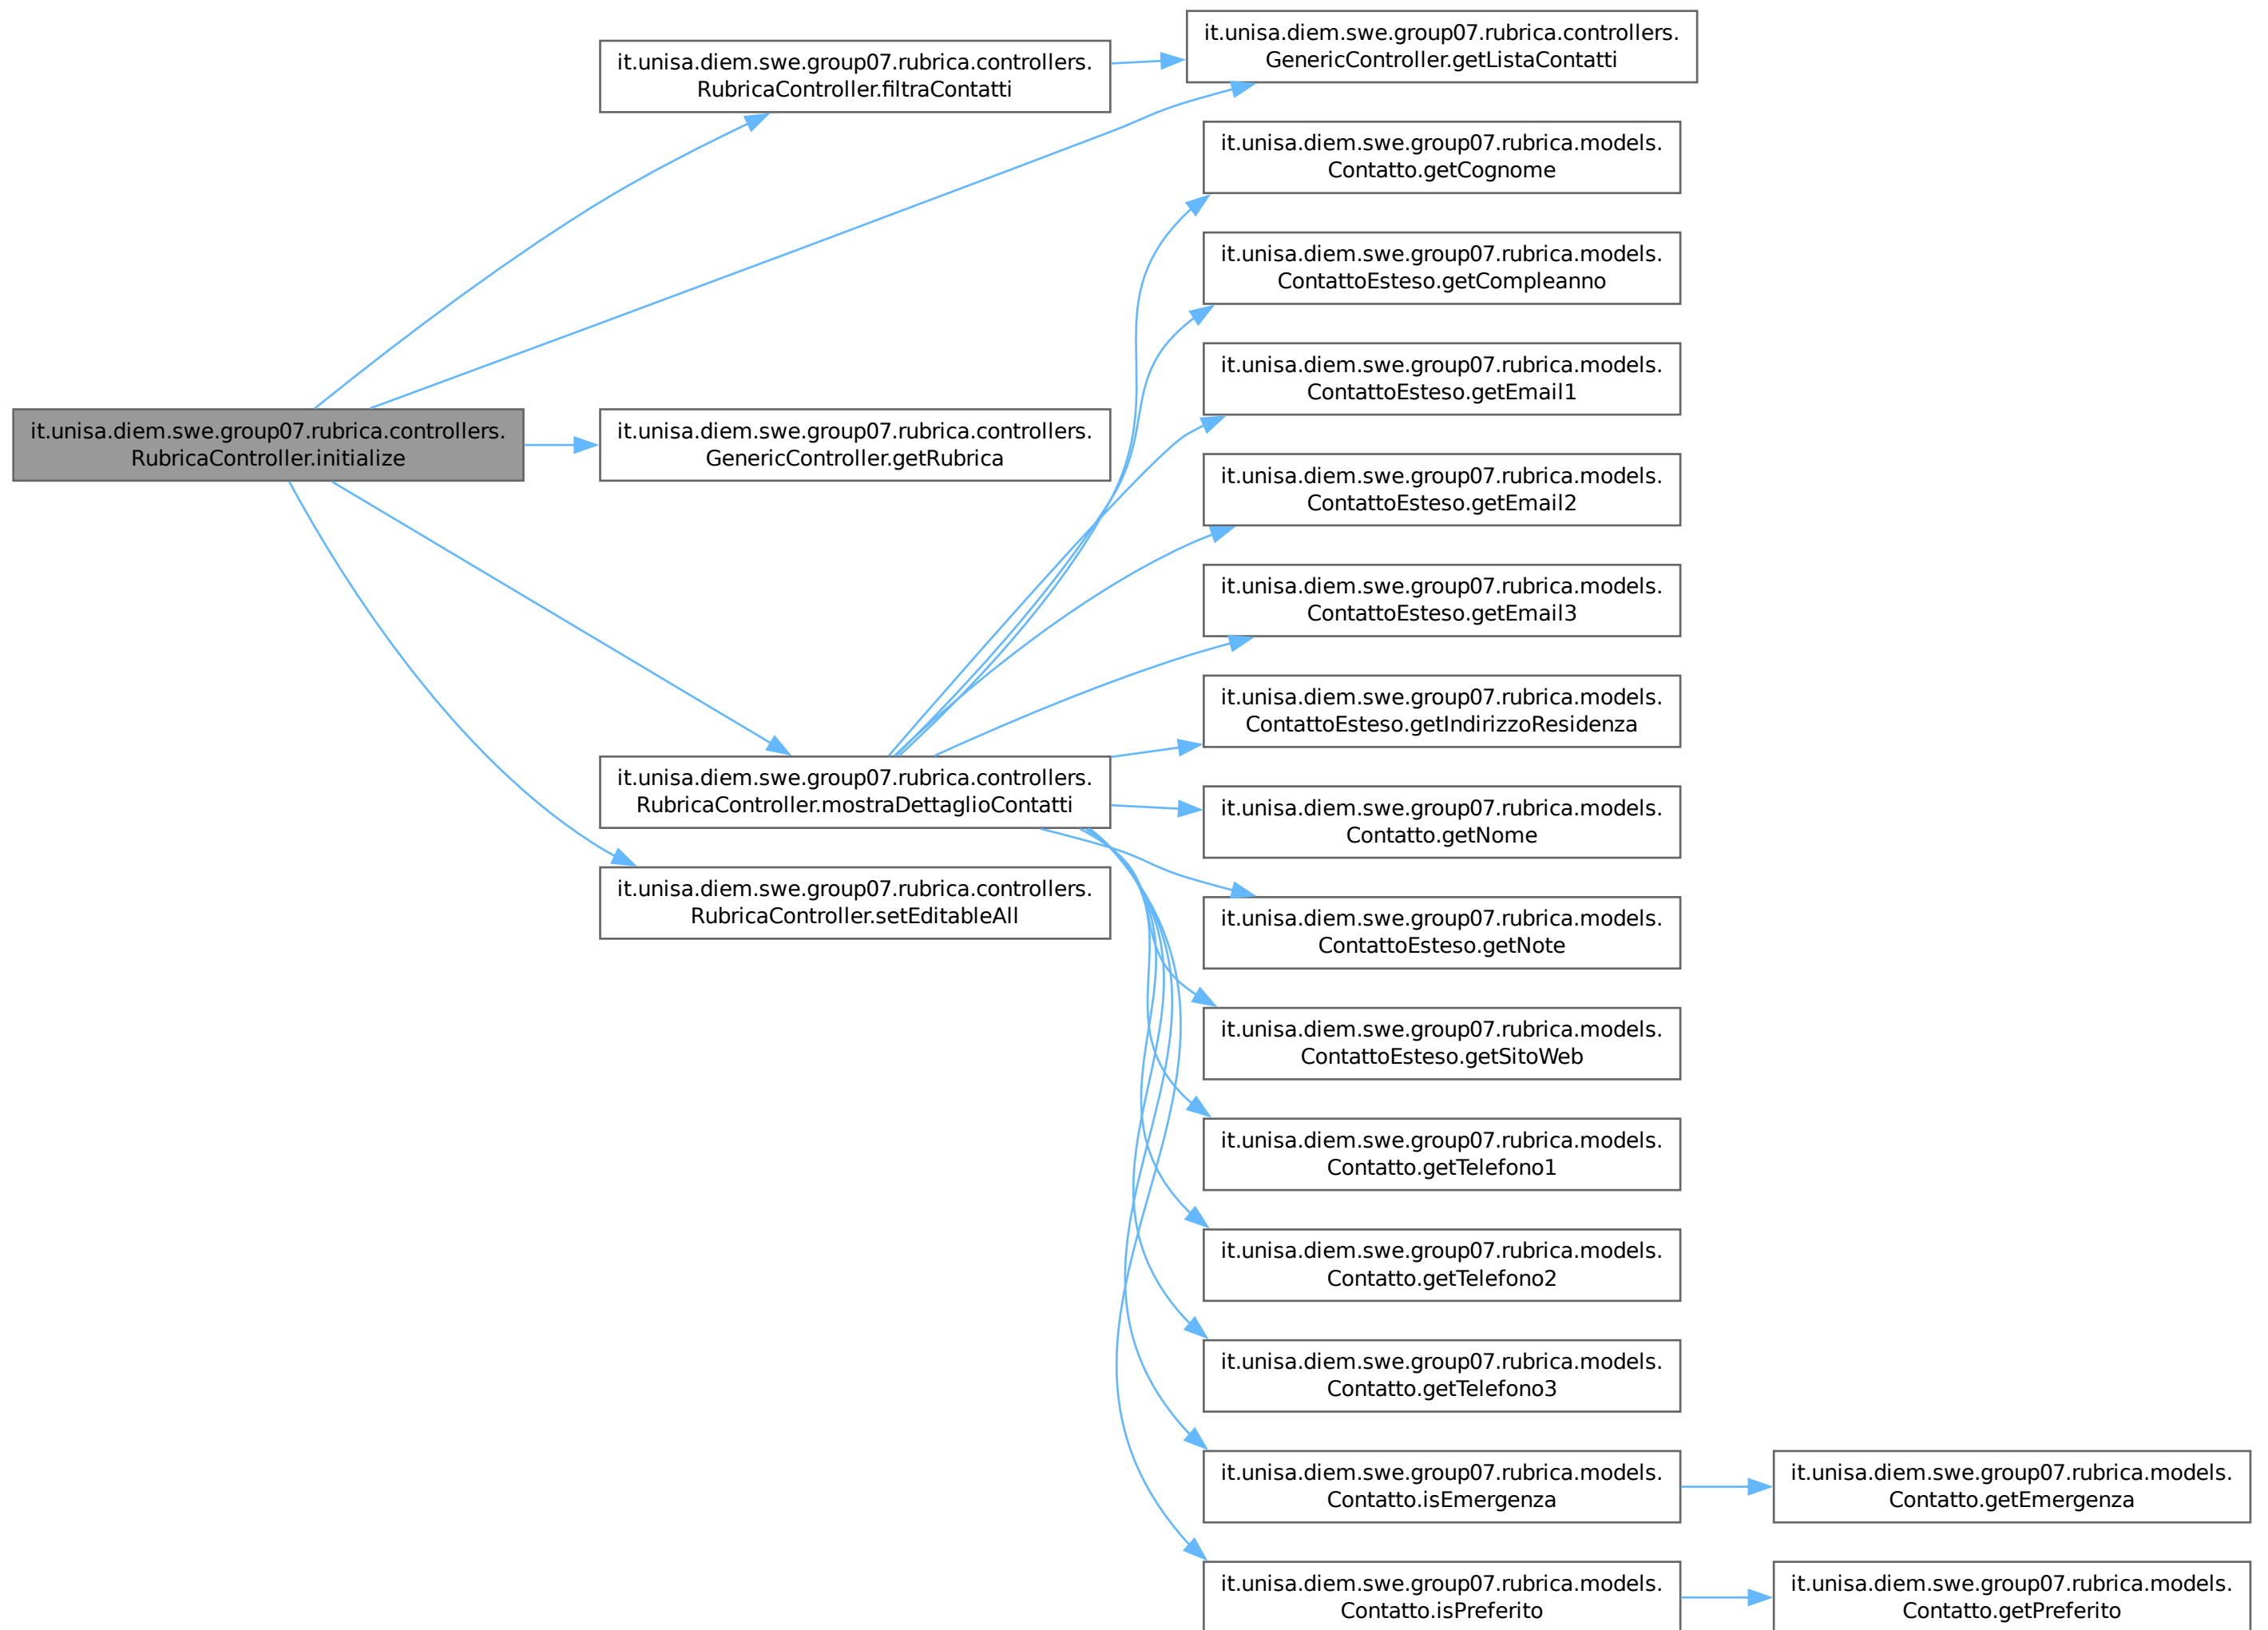 it.unisa.diem.swe.group07.rubrica.controllers.
RubricaController.initialize
it.unisa.diem.swe.group07.rubrica.controllers.
RubricaController.filtraContatti
it.unisa.diem.swe.group07.rubrica.controllers.
GenericController.getRubrica
it.unisa.diem.swe.group07.rubrica.controllers.
RubricaController.mostraDettaglioContatti
it.unisa.diem.swe.group07.rubrica.controllers.
RubricaController.setEditableAll
it.unisa.diem.swe.group07.rubrica.controllers.
GenericController.getListaContatti
it.unisa.diem.swe.group07.rubrica.models.
Contatto.getCognome
it.unisa.diem.swe.group07.rubrica.models.
ContattoEsteso.getCompleanno
it.unisa.diem.swe.group07.rubrica.models.
ContattoEsteso.getEmail1
it.unisa.diem.swe.group07.rubrica.models.
ContattoEsteso.getEmail2
it.unisa.diem.swe.group07.rubrica.models.
ContattoEsteso.getEmail3
it.unisa.diem.swe.group07.rubrica.models.
ContattoEsteso.getIndirizzoResidenza
it.unisa.diem.swe.group07.rubrica.models.
Contatto.getNome
it.unisa.diem.swe.group07.rubrica.models.
ContattoEsteso.getNote
it.unisa.diem.swe.group07.rubrica.models.
ContattoEsteso.getSitoWeb
it.unisa.diem.swe.group07.rubrica.models.
Contatto.getTelefono1
it.unisa.diem.swe.group07.rubrica.models.
Contatto.getTelefono2
it.unisa.diem.swe.group07.rubrica.models.
Contatto.getTelefono3
it.unisa.diem.swe.group07.rubrica.models.
Contatto.isEmergenza
it.unisa.diem.swe.group07.rubrica.models.
Contatto.isPreferito
it.unisa.diem.swe.group07.rubrica.models.
Contatto.getEmergenza
it.unisa.diem.swe.group07.rubrica.models.
Contatto.getPreferito